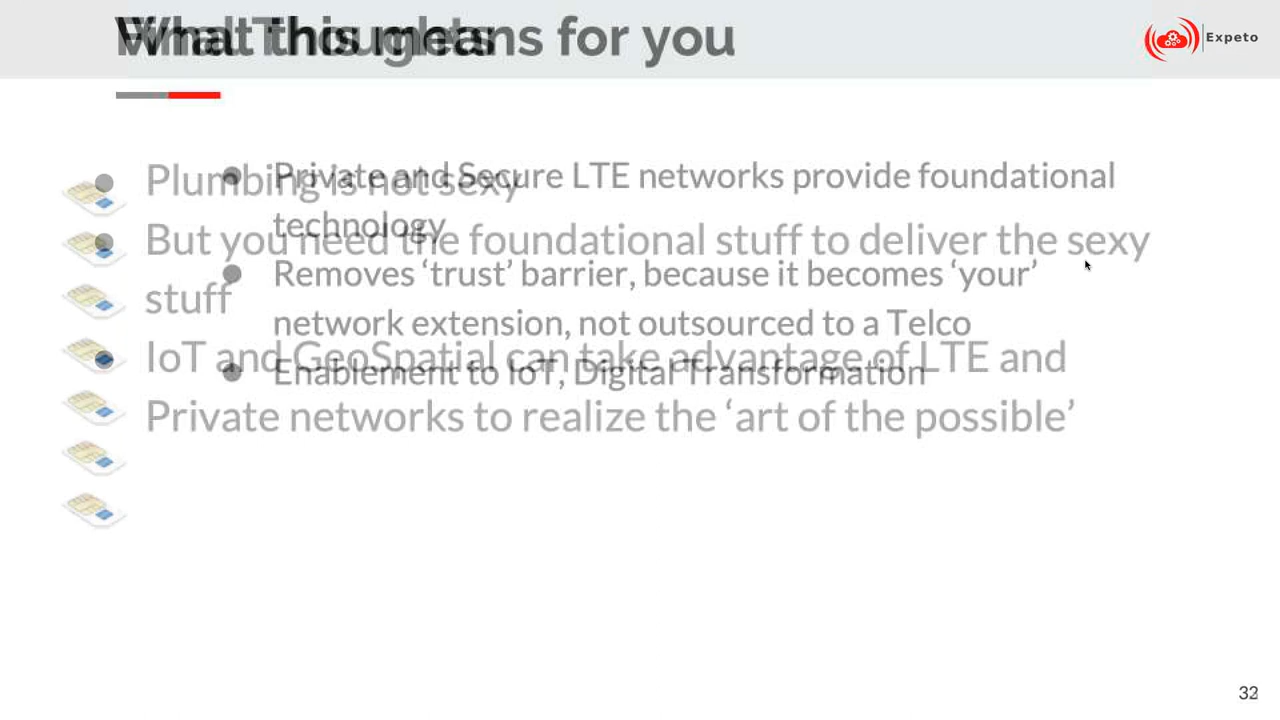 What this means for you
Final Thoughts
Expeto
Private and Secure LTE networks provide foundational
technology
Removes ‘trust’ barrier, because it becomes ‘your’
network extension, not outsourced to a Telco
Enablement to IoT, Digital Transformation
Plumbing is not sexy
But you need the foundational stuff to deliver the sexy
stuff
IoT and GeoSpatial can take advantage of LTE and
Private networks to realize the ‘art of the possible’
32